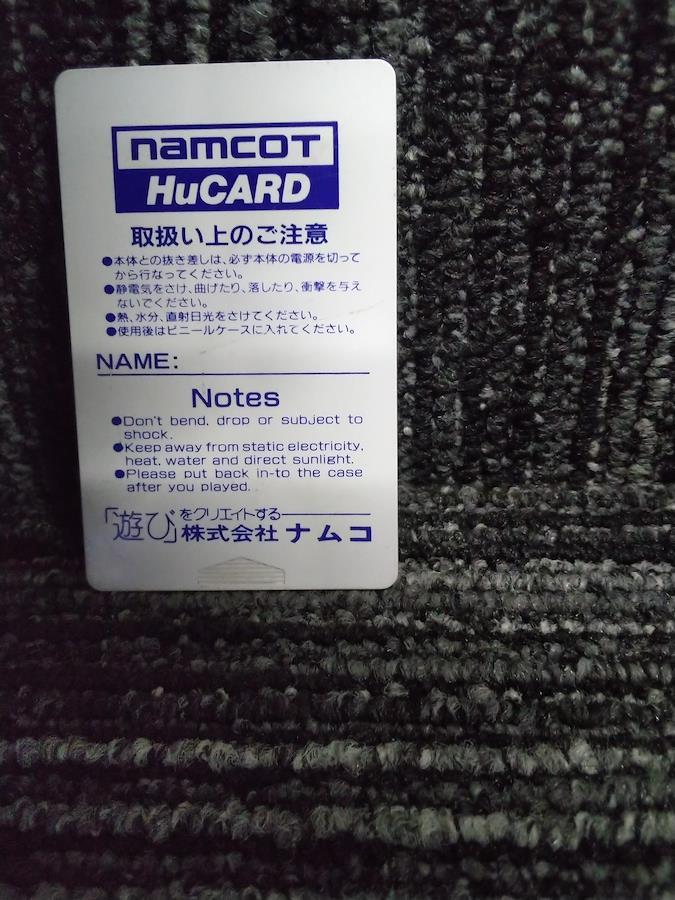 namcoT
HuCARD
取扱い上のご注意
●本体との抜き差しは、必ず本体の電源を切って
から行なってください。
●静電気をさけ、曲げたり、落したり、衝撃を与え
ないでください。
●熱、水分、直射日光をさけてください。
●使用後はビニールケースに入れてください。
NAME:
Notes
●Don't bend, drop or subject to
shock.
●Keep away from static electricity,
heat, water and direct sunlight.
●Please put back in-to the case
after you played.
「遊び」をクリエイトする
株式会社 ナムコ